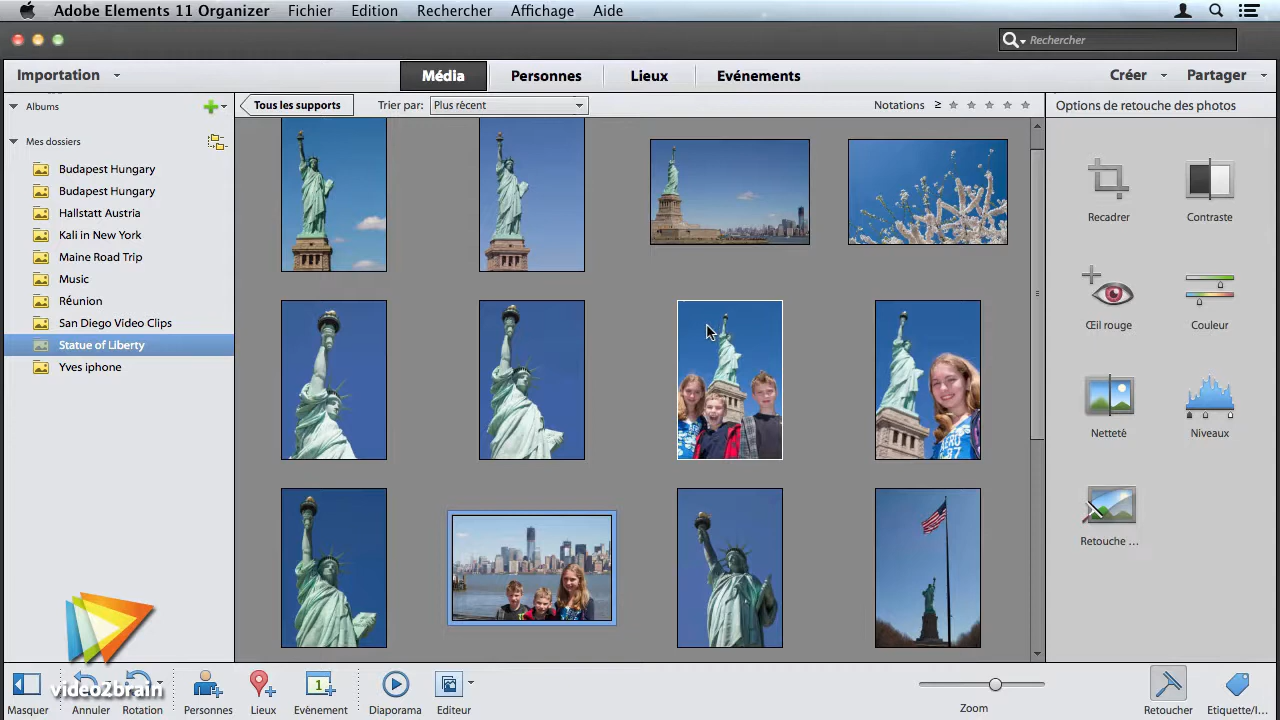 Adobe Elements 11 Organizer Fichier Edition Rechercher Affichage Aide
Rechercher
Importation Média Personnes Lieux Evénements Créer Partager
Albums Tous les supports Trier par: Plus récent Notations ≥ Options de retouche des photos
Mes dossiers
Budapest Hungary
Budapest Hungary
Hallstatt Austria
Kali in New York
Maine Road Trip
Music
Réunion
San Diego Video Clips
Statue of Liberty
Yves iphone
Recadrer Contraste
Œil rouge Couleur
Netteté Niveaux
Retouche ...
AERO
87
1
video2brain
Masquer Annuler Rotation Personnes Lieux Evénement Diaporama Editeur Zoom Retoucher Etiquette/I...